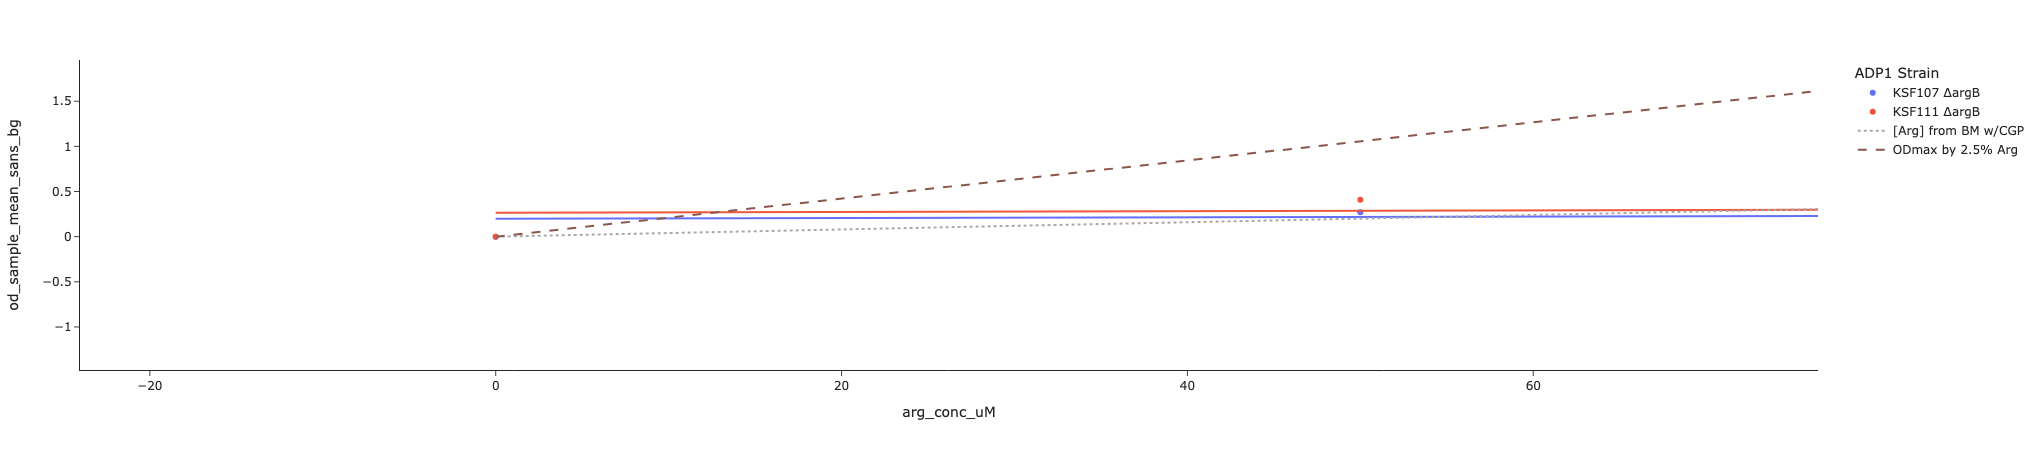 od_sample_mean_sans_bg
1.5
1
0.5
0
−0.5
−1
−20
0
20
40
60
arg_conc_uM
ADP1 Strain
KSF107 ΔargB
KSF111 ΔargB
[Arg] from BM w/CGP
ODmax by 2.5% Arg